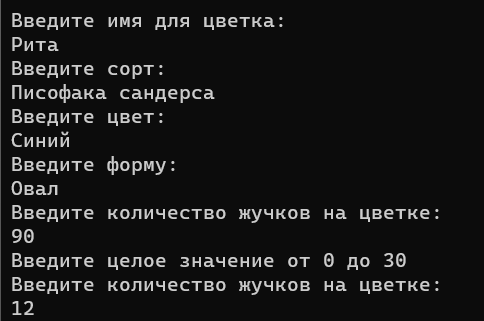 Введите имя для цветка:
Рита
Введите сорт:
Писофака сандерса
Введите цвет:
Синий
Введите форму:
Овал
Введите количество жучков на цветке:
90
Введите целое значение от 0 до 30
Введите количество жучков на цветке:
12